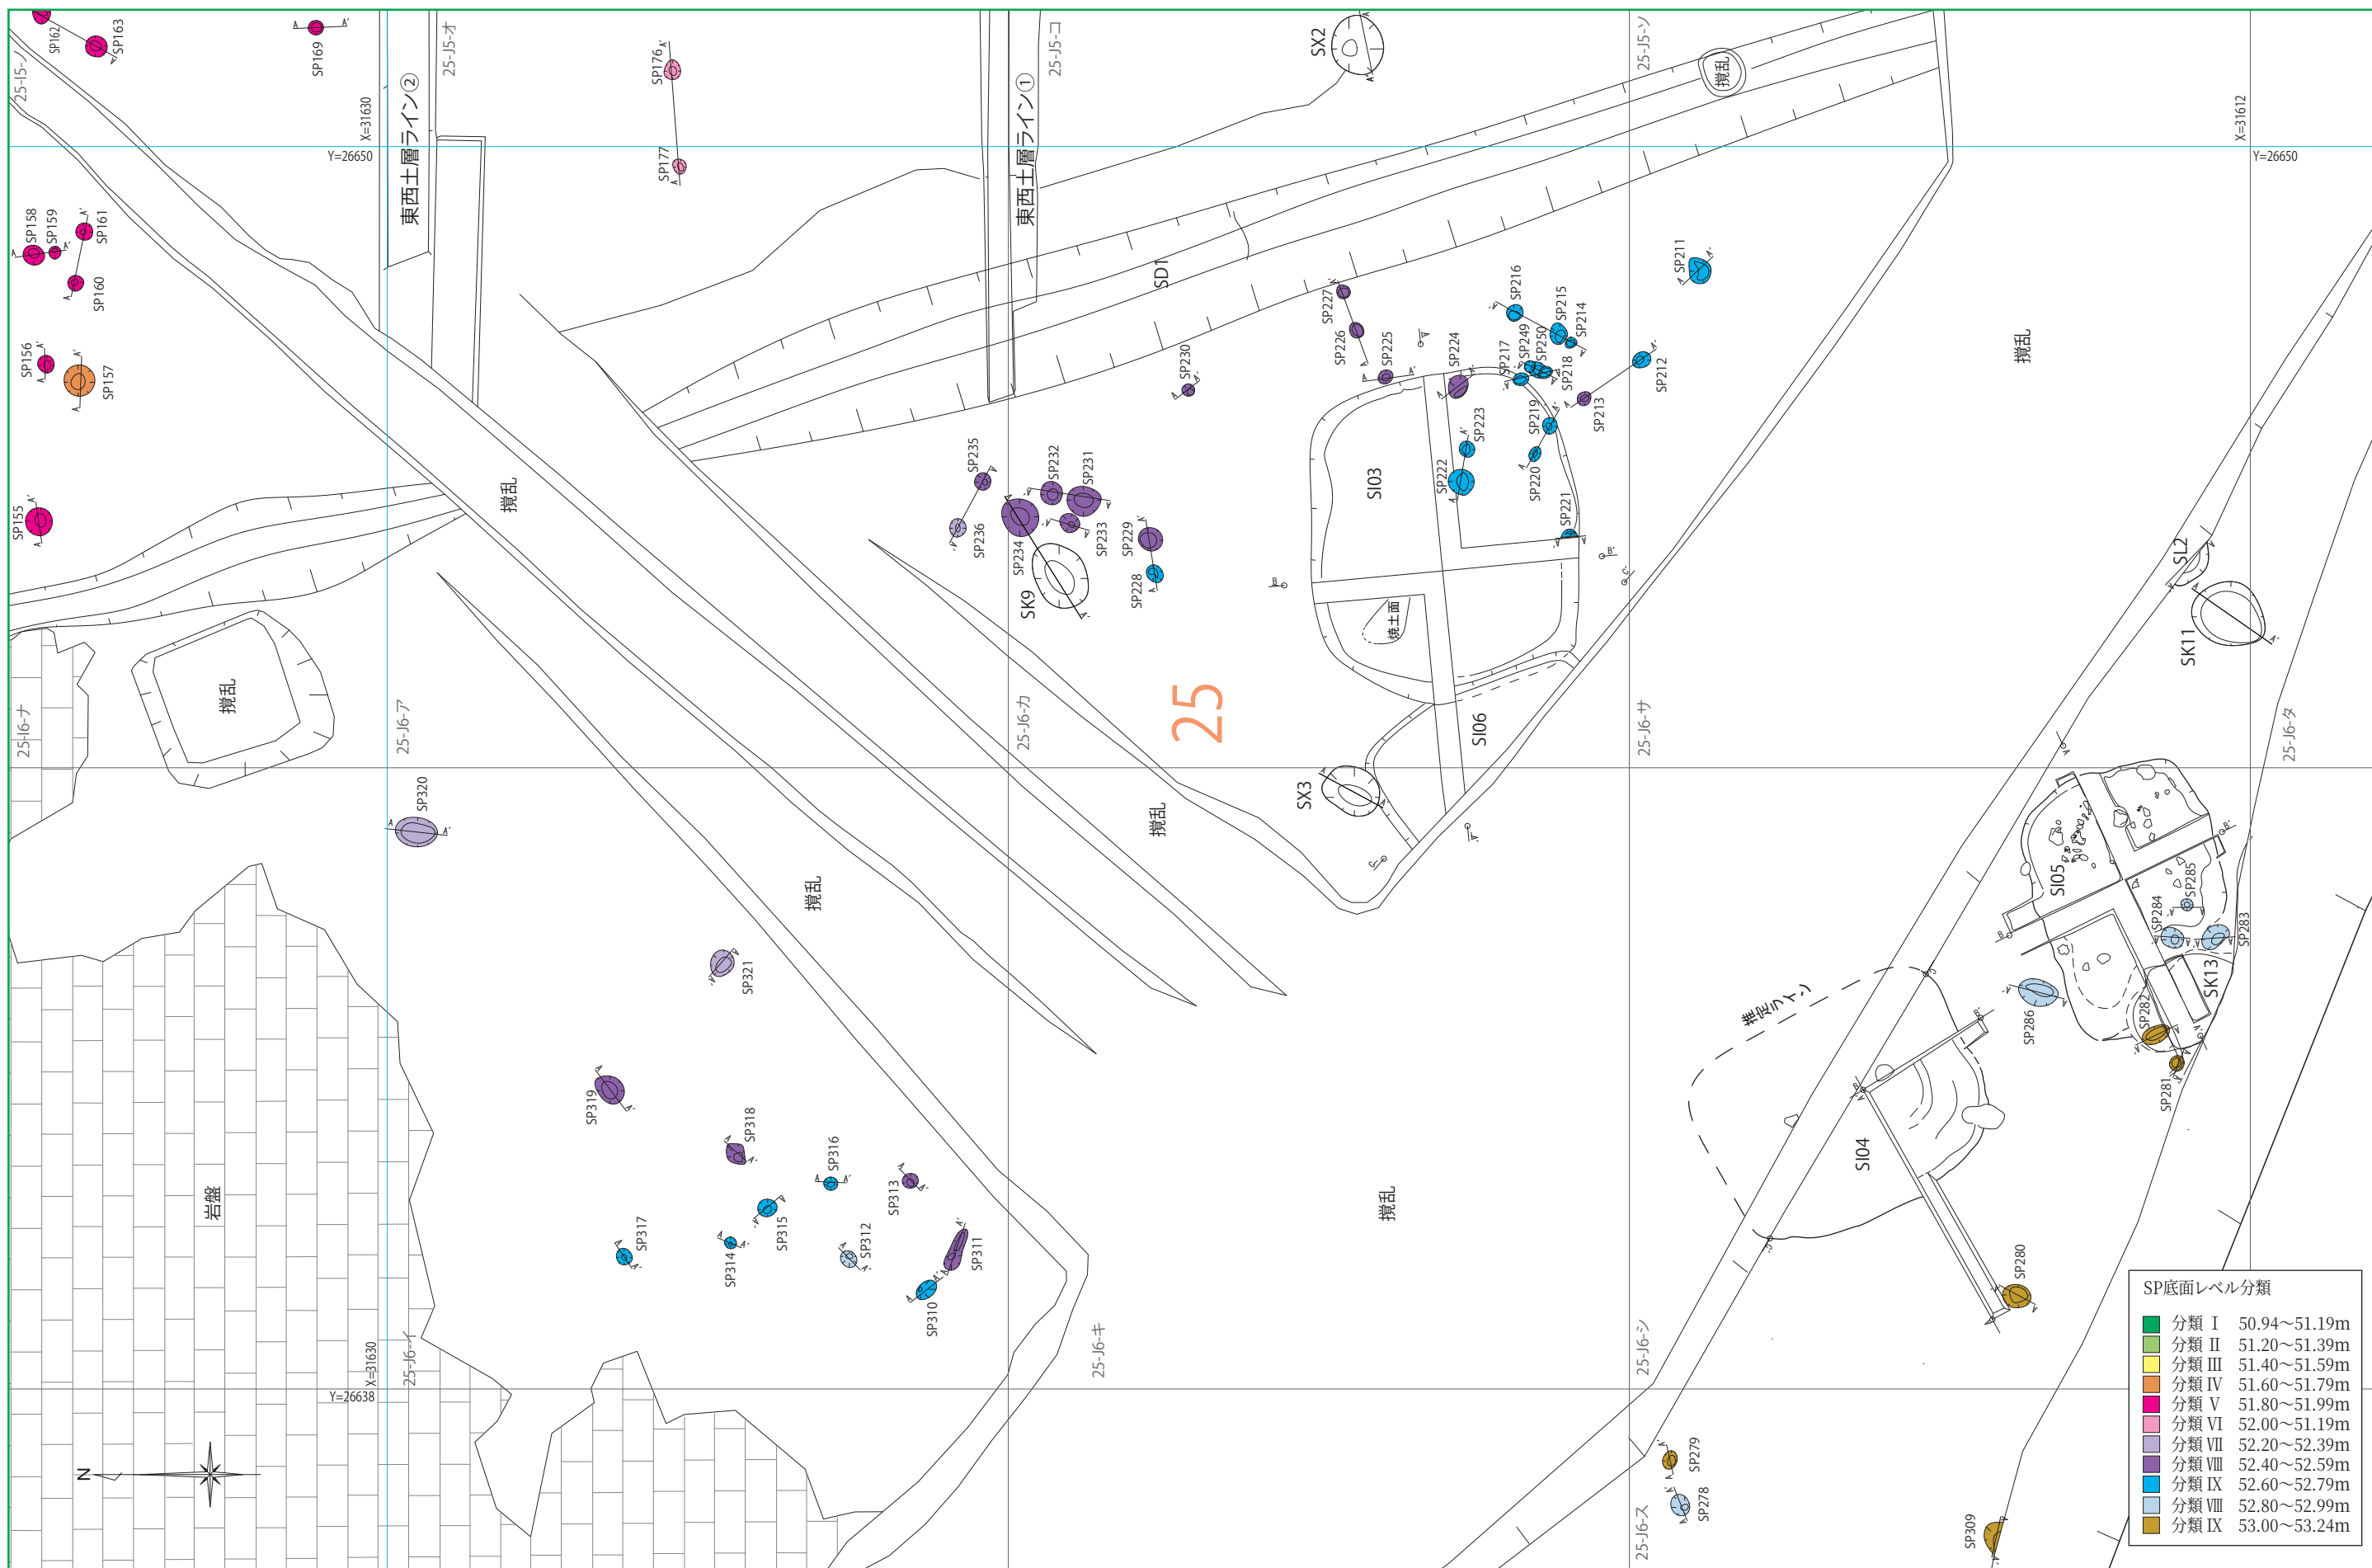 SP162
SP163
SP169
25-I5-ノ
25-J5-オ
SP176
SP177
25-J5-コ
SX2
25-J5-ソ
撹乱
X=31630
Y=26650
東西土層ライン②
東西土層ライン①
X=31612
Y=26650
SP158
SP159
SP161
SP160
SP156
SP157
SP155
SD1
SP227
SP226
SP225
SP230
SP224
SP217
SP249
SP250
SP216
SP215
SP214
SP218
SP211
SP212
SP213
撹乱
撹乱
SP235
SP236
SP232
SP231
SP234
SP233
SP229
SP228
SK9
SI03
SP223
SP222
SP219
SP220
SP221
焼土面
SL2
SK11
撹乱
25-I6-ナ
25-J6-ア
25-J6-カ
25
SI06
25-J6-サ
25-J6-タ
SX3
撹乱
撹乱
SP320
SP321
SI05
SP285
SP284
SP283
SK13
SP286
SP282
SP281
推定ライン
SI04
SP319
SP318
SP316
SP313
SP317
SP314
SP315
SP312
SP311
SP310
岩盤
撹乱
SP280
X=31630
Y=26638
25-J6-イ
25-J6-キ
25-J6-シ
25-J6-ス
SP279
SP278
SP309
N
SP底面レベル分類
分類 Ⅰ 50.94～51.19m
分類 Ⅱ 51.20～51.39m
分類 Ⅲ 51.40～51.59m
分類 Ⅳ 51.60～51.79m
分類 Ⅴ 51.80～51.99m
分類 Ⅵ 52.00～51.19m
分類 Ⅶ 52.20～52.39m
分類 Ⅷ 52.40～52.59m
分類 Ⅸ 52.60～52.79m
分類 Ⅷ 52.80～52.99m
分類 Ⅸ 53.00～53.24m